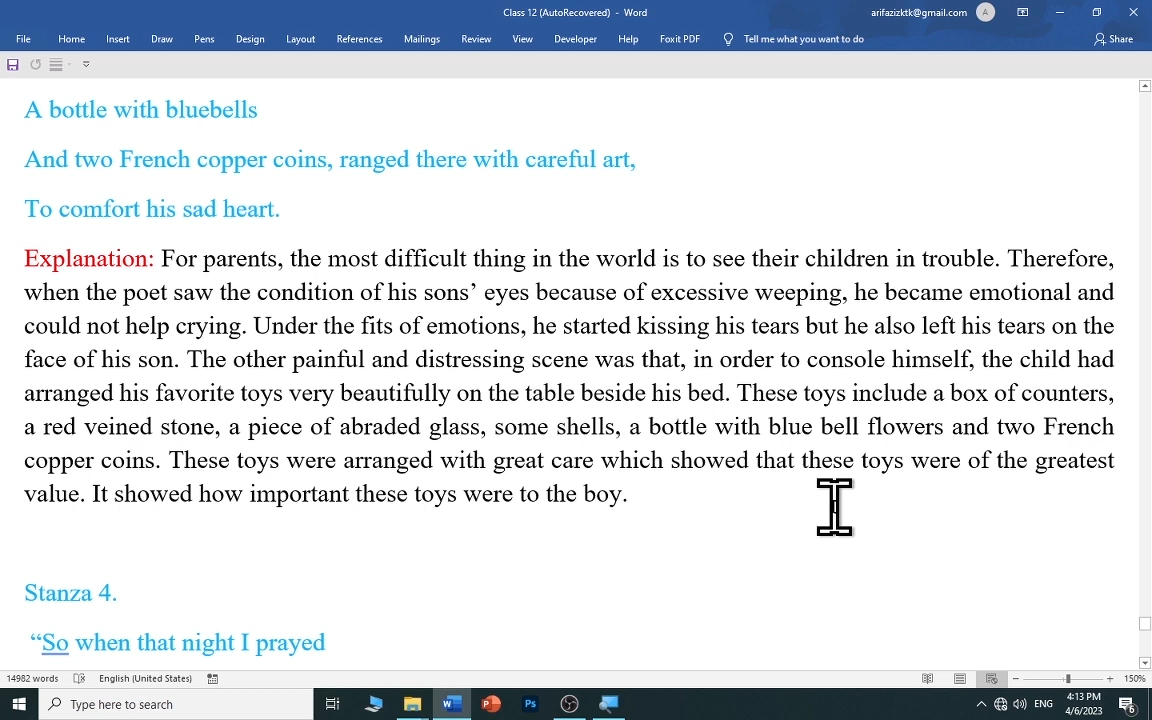 Class 12 (AutoRecovered) - Word
arifazizktk@gmail.com
A
File Home Insert Draw Pens Design Layout References Mailings Review View Developer Help Foxit PDF Tell me what you want to do Share
A bottle with bluebells
And two French copper coins, ranged there with careful art,
To comfort his sad heart.
Explanation: For parents, the most difficult thing in the world is to see their children in trouble. Therefore,
when the poet saw the condition of his sons’ eyes because of excessive weeping, he became emotional and
could not help crying. Under the fits of emotions, he started kissing his tears but he also left his tears on the
face of his son. The other painful and distressing scene was that, in order to console himself, the child had
arranged his favorite toys very beautifully on the table beside his bed. These toys include a box of counters,
a red veined stone, a piece of abraded glass, some shells, a bottle with blue bell flowers and two French
copper coins. These toys were arranged with great care which showed that these toys were of the greatest
value. It showed how important these toys were to the boy.
Stanza 4.
“So when that night I prayed
14982 words English (United States) 150%
Type here to search
Ps
ENG
4:13 PM
4/6/2023
6